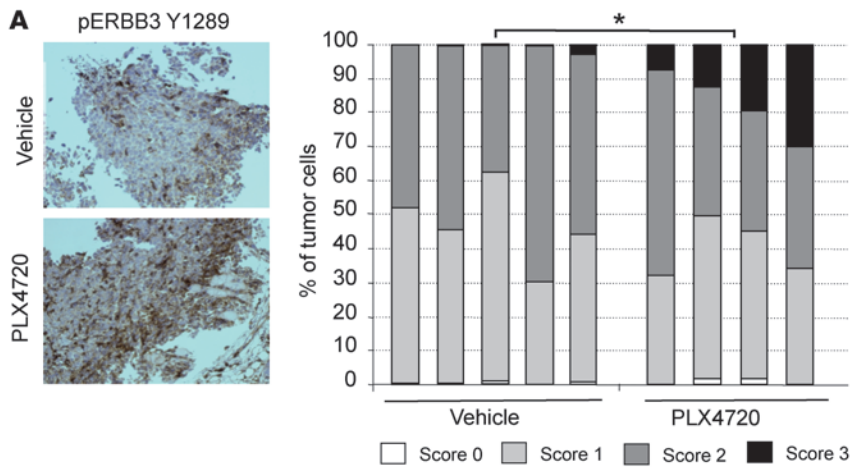 A
pERBB3 Y1289
Vehicle
PLX4720
*
% of tumor cells
100
90
80
70
60
50
40
30
20
10
0
Vehicle
PLX4720
Score 0
Score 1
Score 2
Score 3